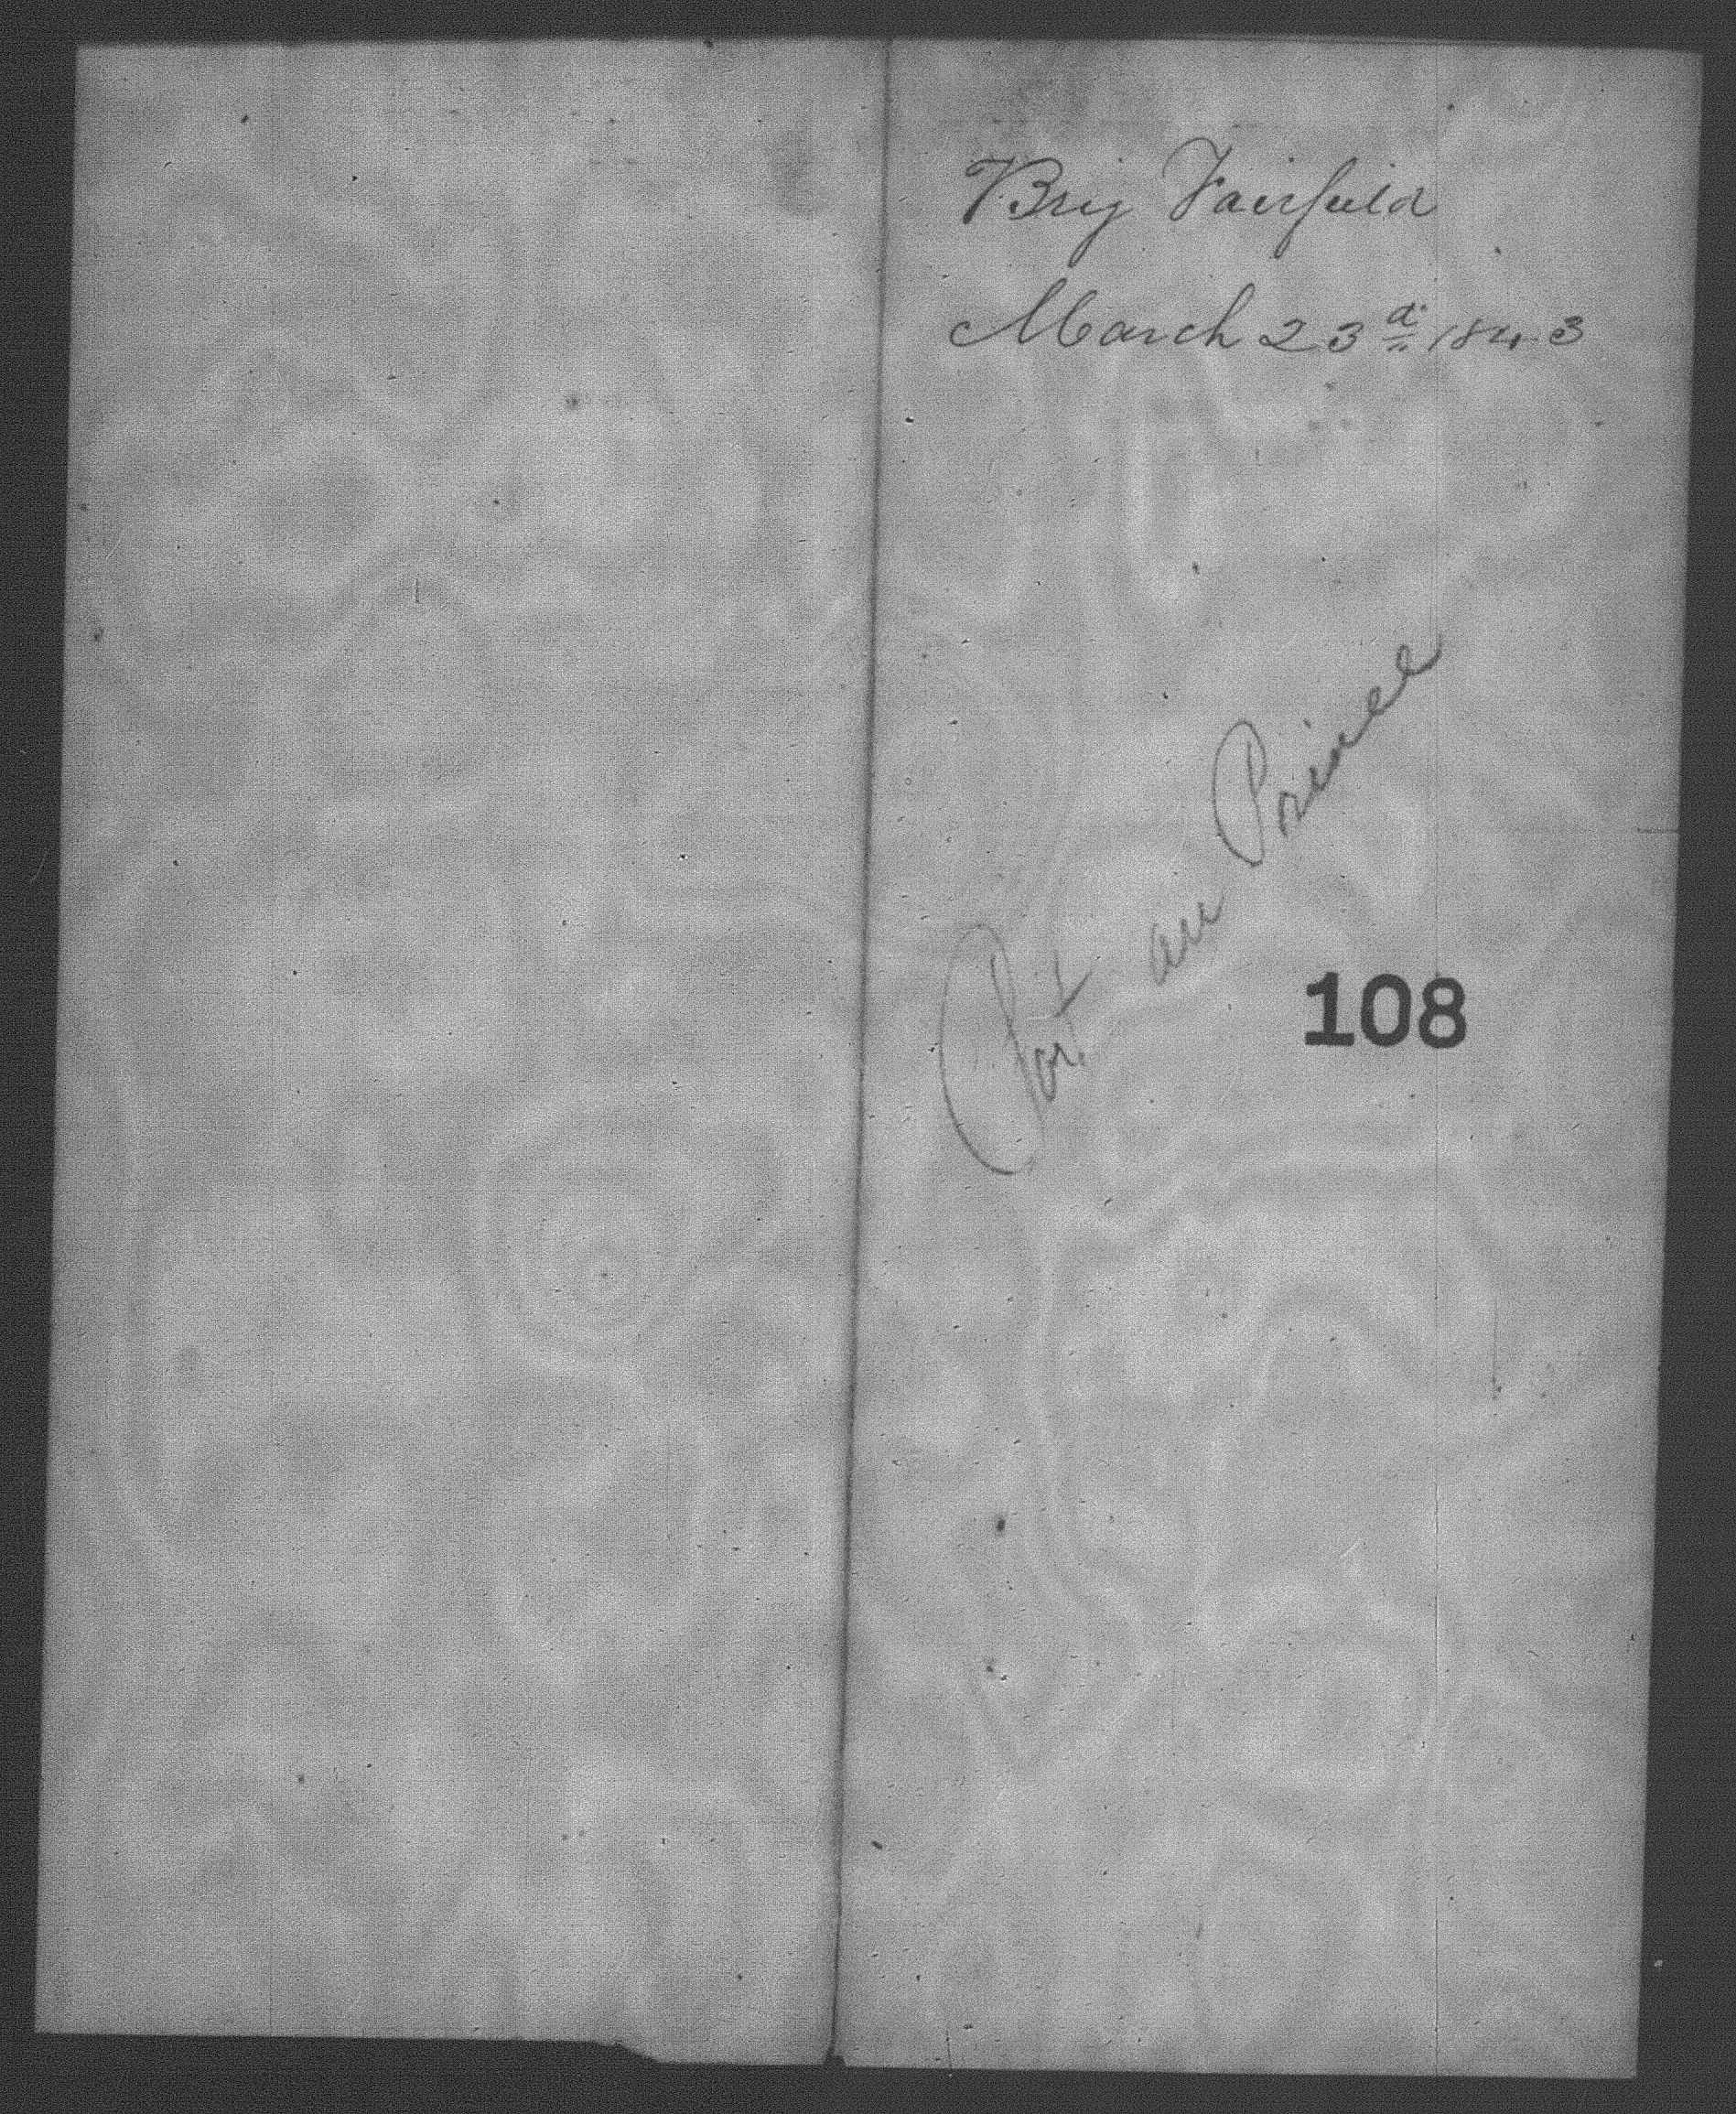 Brig Fairfield
March 23d 1843
Port au Prince
108